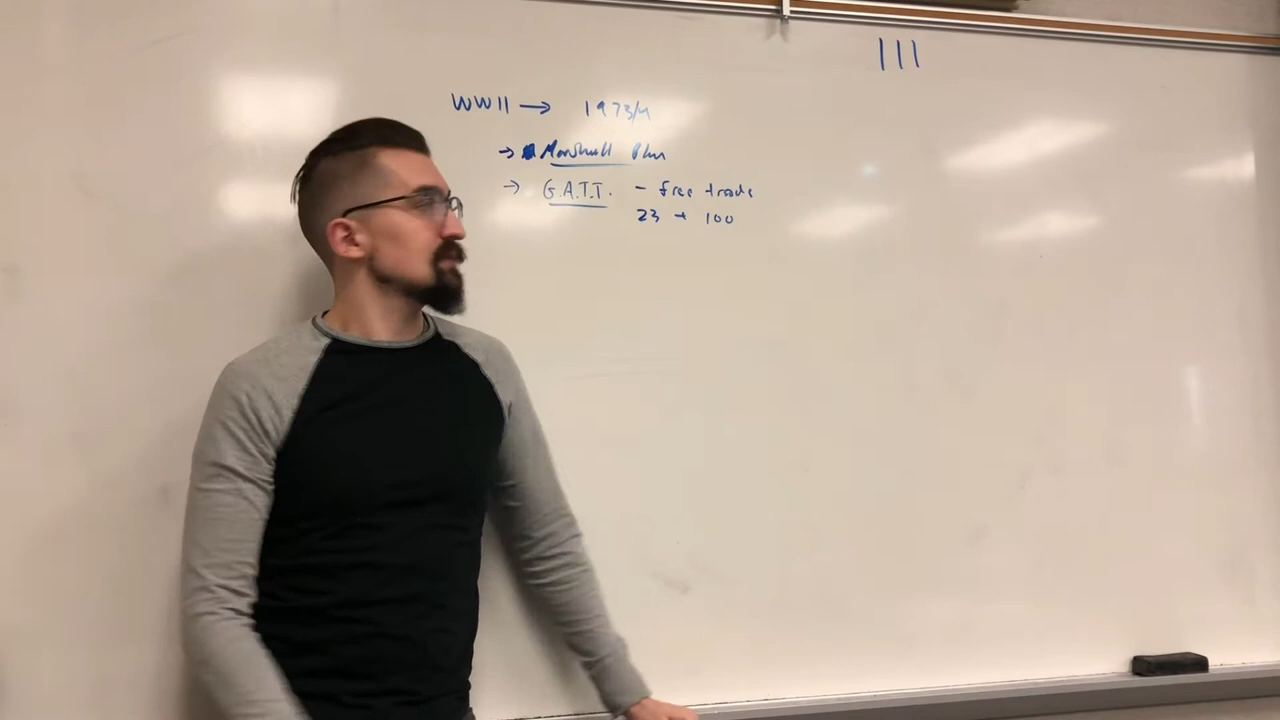 III
WWII → 1973/4
→ Marshall Plan
→ G.A.T.T. - free trade
23 → 100